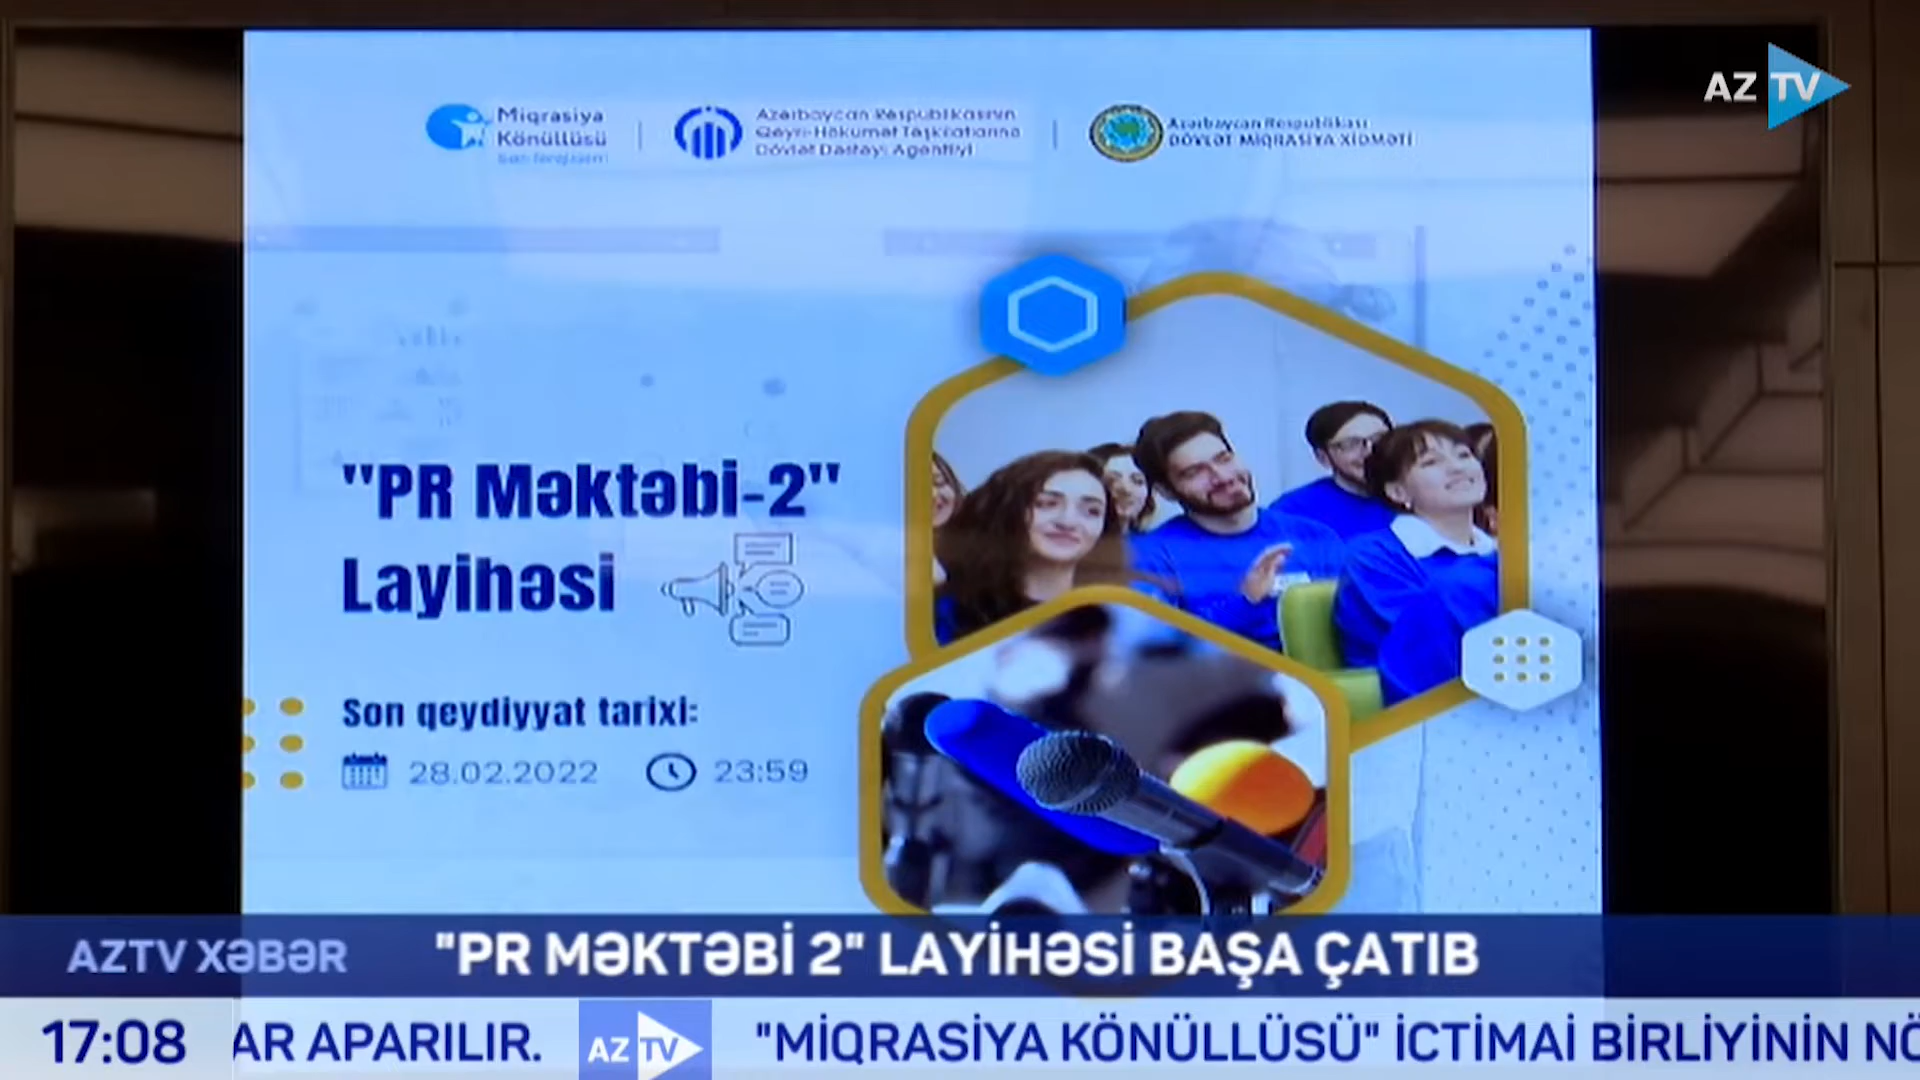 AZ TV
Miqrasiya
Könüllüsü
Azərbaycan Respublikasının
Qeyri-Hökumət Təşkilatlarına
Dövlət Dəstəyi Agentliyi
Azərbaycan Respublikası
DÖVLƏT MİQRASİYA XİDMƏTİ
"PR Məktəbi-2"
Layihəsi
Son qeydiyyat tarixi:
28.02.2022 23:59
AZTV XƏBƏR "PR MƏKTƏBİ 2" LAYİHƏSİ BAŞA ÇATIB
17:08 AR APARILIR. AZ TV "MİQRASİYA KÖNÜLLÜSÜ" İCTİMAİ BİRLİYİNİN NÖ